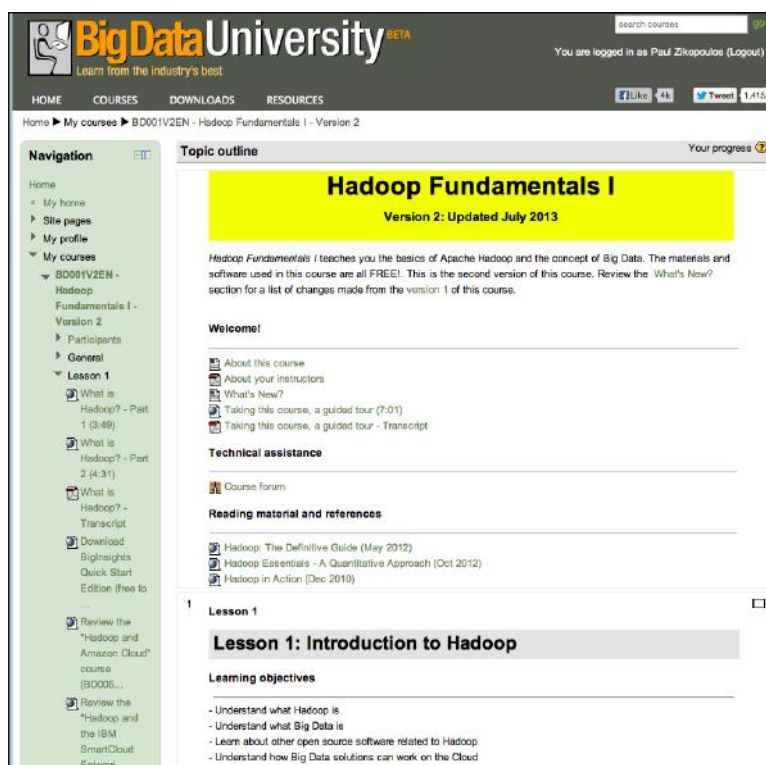 BigDataUniversity BETA
Learn from the industry's best
search courses
go
You are logged in as Paul Zikopoulos (Logout)
HOME COURSES DOWNLOADS RESOURCES
Like 4k Tweet 1,415
Home ▶ My courses ▶ BD001V2EN - Hadoop Fundamentals I - Version 2
Navigation
Home
My home
Site pages
My profile
My courses
BD001V2EN -
Hadoop
Fundamentals I -
Version 2
Participants
General
Lesson 1
What is
Hadoop? - Part
1 (3:49)
What is
Hadoop? - Part
2 (4:31)
What is
Hadoop? -
Transcript
Download
BigInsights
Quick Start
Edition (free to
...
Review the
"Hadoop and
Amazon Cloud"
course
(BD005...
Review the
"Hadoop and
the IBM
SmartCloud
Topic outline
Your progress
Hadoop Fundamentals I
Version 2: Updated July 2013
Hadoop Fundamentals I teaches you the basics of Apache Hadoop and the concept of Big Data. The materials and
software used in this course are all FREE!. This is the second version of this course. Review the What's New?
section for a list of changes made from the version 1 of this course.
Welcome!
About this course
About your instructors
What's New?
Taking this course, a guided tour (7:01)
Taking this course, a guided tour - Transcript
Technical assistance
Course forum
Reading material and references
Hadoop: The Definitive Guide (May 2012)
Hadoop Essentials - A Quantitative Approach (Oct 2012)
Hadoop in Action (Dec 2010)
1
Lesson 1
Lesson 1: Introduction to Hadoop
Learning objectives
- Understand what Hadoop is
- Understand what Big Data is
- Learn about other open source software related to Hadoop
- Understand how Big Data solutions can work on the Cloud